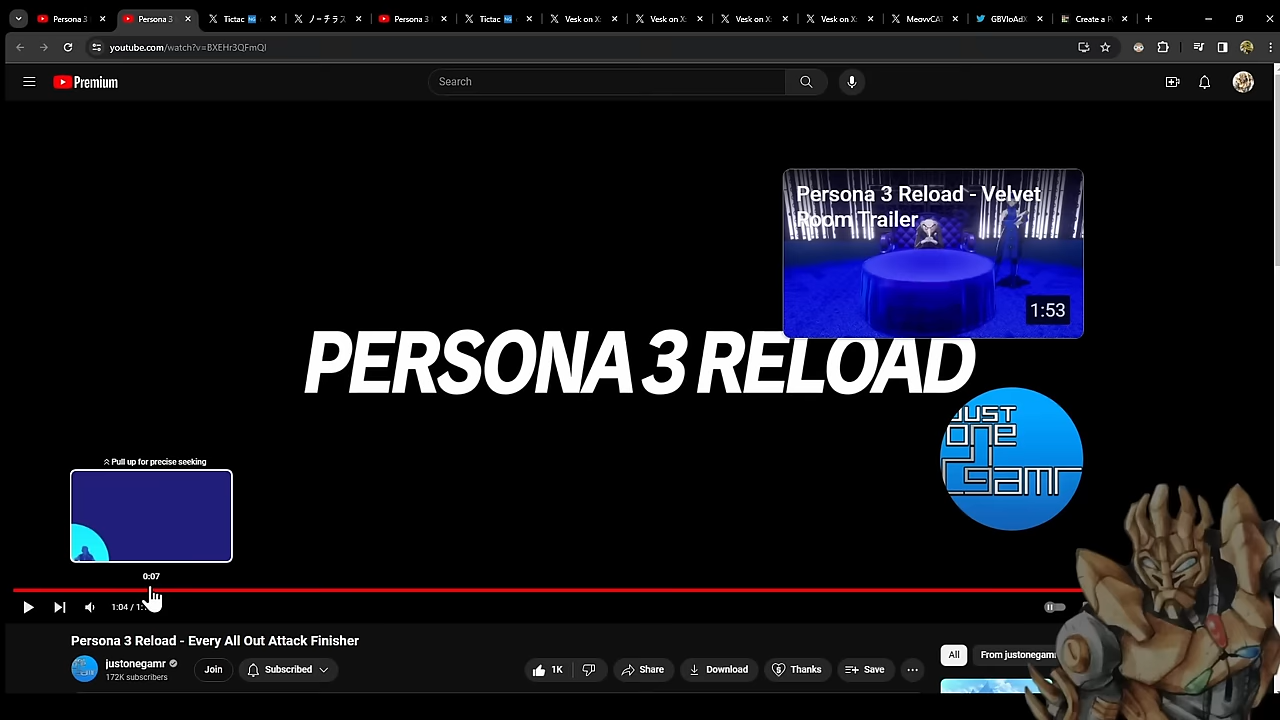 Persona 3
Persona 3
Tictac
ノーチラス
Persona 3
Tictac
Vesk on X
Vesk on X
Vesk on X
Vesk on X
MeovvCAT
GBVIoAdX
Create a P
youtube.com/watch?v=BXEHr3QFmQI
Premium
Search
Persona 3 Reload - Velvet
Room Trailer
1:53
PERSONA 3 RELOAD
JUST
one
gamr
Pull up for precise seeking
0:07
1:04 / 1:
Persona 3 Reload - Every All Out Attack Finisher
justonegamr
172K subscribers
Join
Subscribed
1K
Share
Download
Thanks
Save
All
From justonegamr